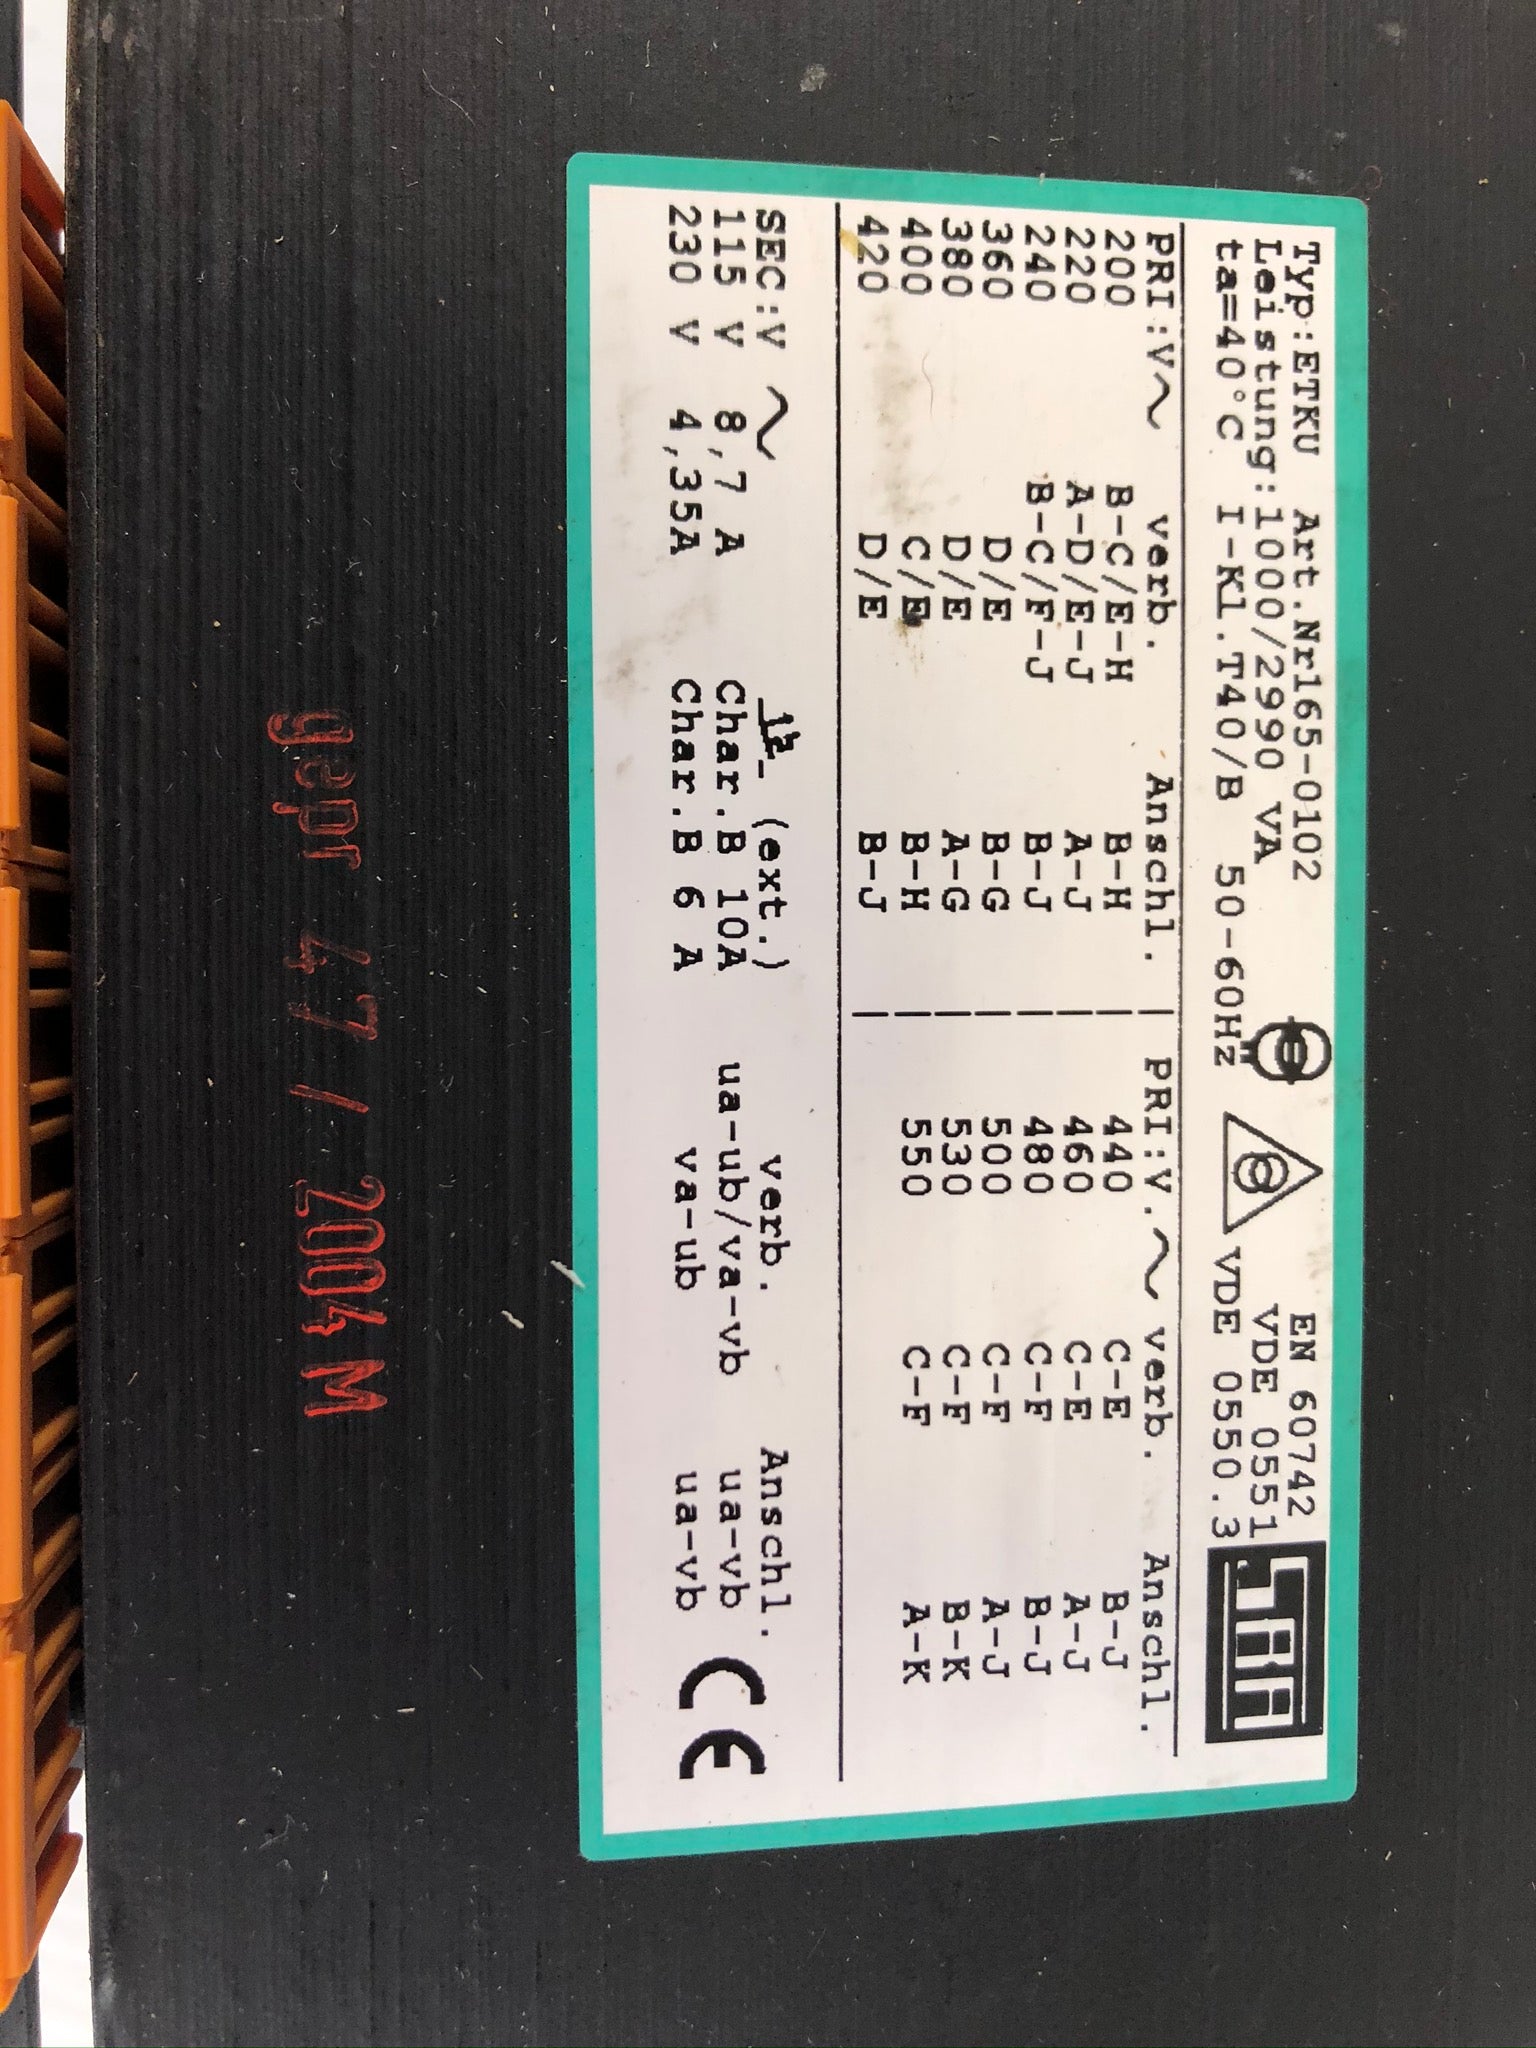 Typ:ETKU Art.Nr165-0102 EN 60742
Leistung:1000/2990 VA VDE 0551
ta=40°C I-Kl.T40/B 50-60Hz VDE 0550.3
PRI:V~ verb. Anschl. | PRI:V.~ verb. Anschl.
200 B-C/E-H B-H | 440 C-E B-J
220 A-D/E-J A-J | 460 C-E A-J
240 B-C/F-J B-J | 480 C-F B-J
360 D/E B-G | 500 C-F A-J
380 D/E A-G | 530 C-F B-K
400 C/E B-H | 550 C-F A-K
420 D/E B-J |
SEC:V ~ (ext.) verb. Anschl.
115 V 8,7 A Char.B 10A ua-ub/va-vb ua-vb
230 V 4,35A Char.B 6 A va-ub ua-vb
CE
gepr 47 / 2004 M